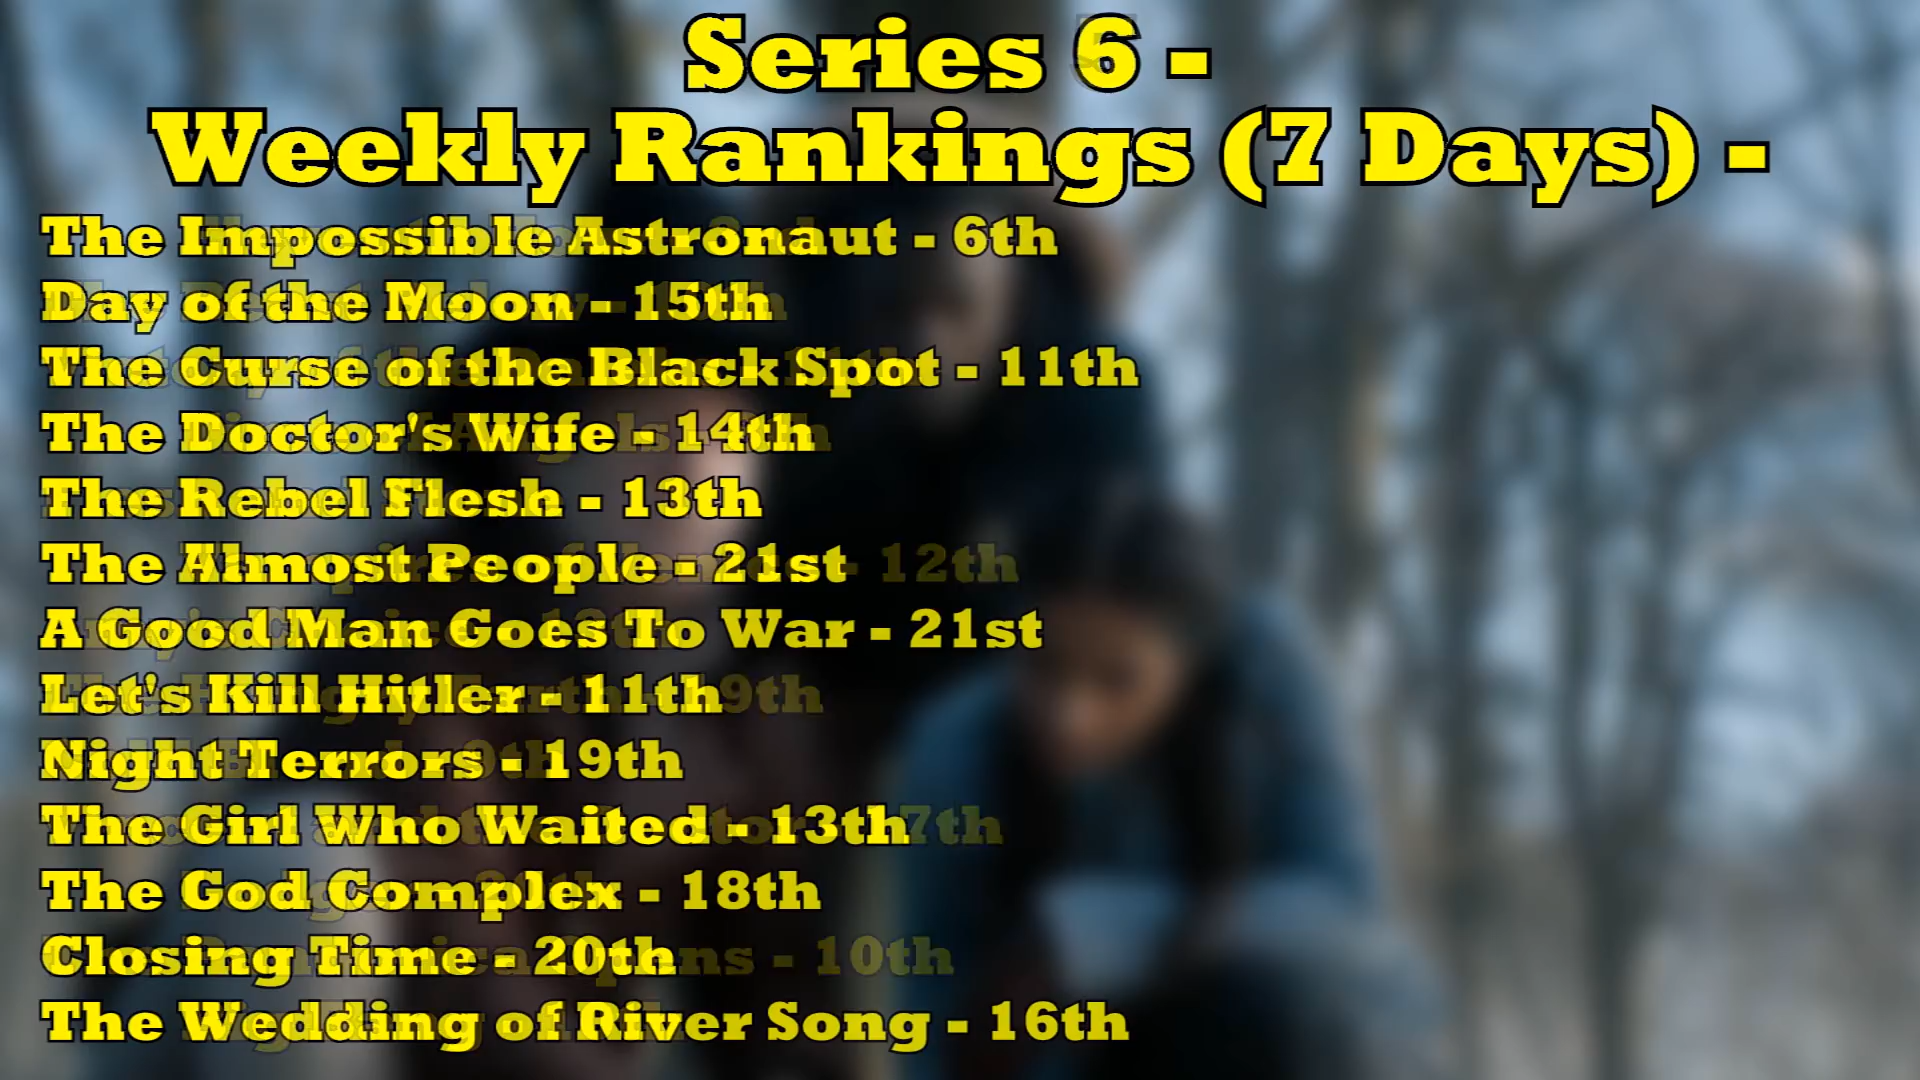 Series 6 -
Weekly Rankings (7 Days) -
The Impossible Astronaut - 6th
Day of the Moon - 15th
The Curse of the Black Spot - 11th
The Doctor's Wife - 14th
The Rebel Flesh - 13th
The Almost People - 21st
A Good Man Goes To War - 21st
Let's Kill Hitler - 11th
Night Terrors - 19th
The Girl Who Waited - 13th
The God Complex - 18th
Closing Time - 20th
The Wedding of River Song - 16th